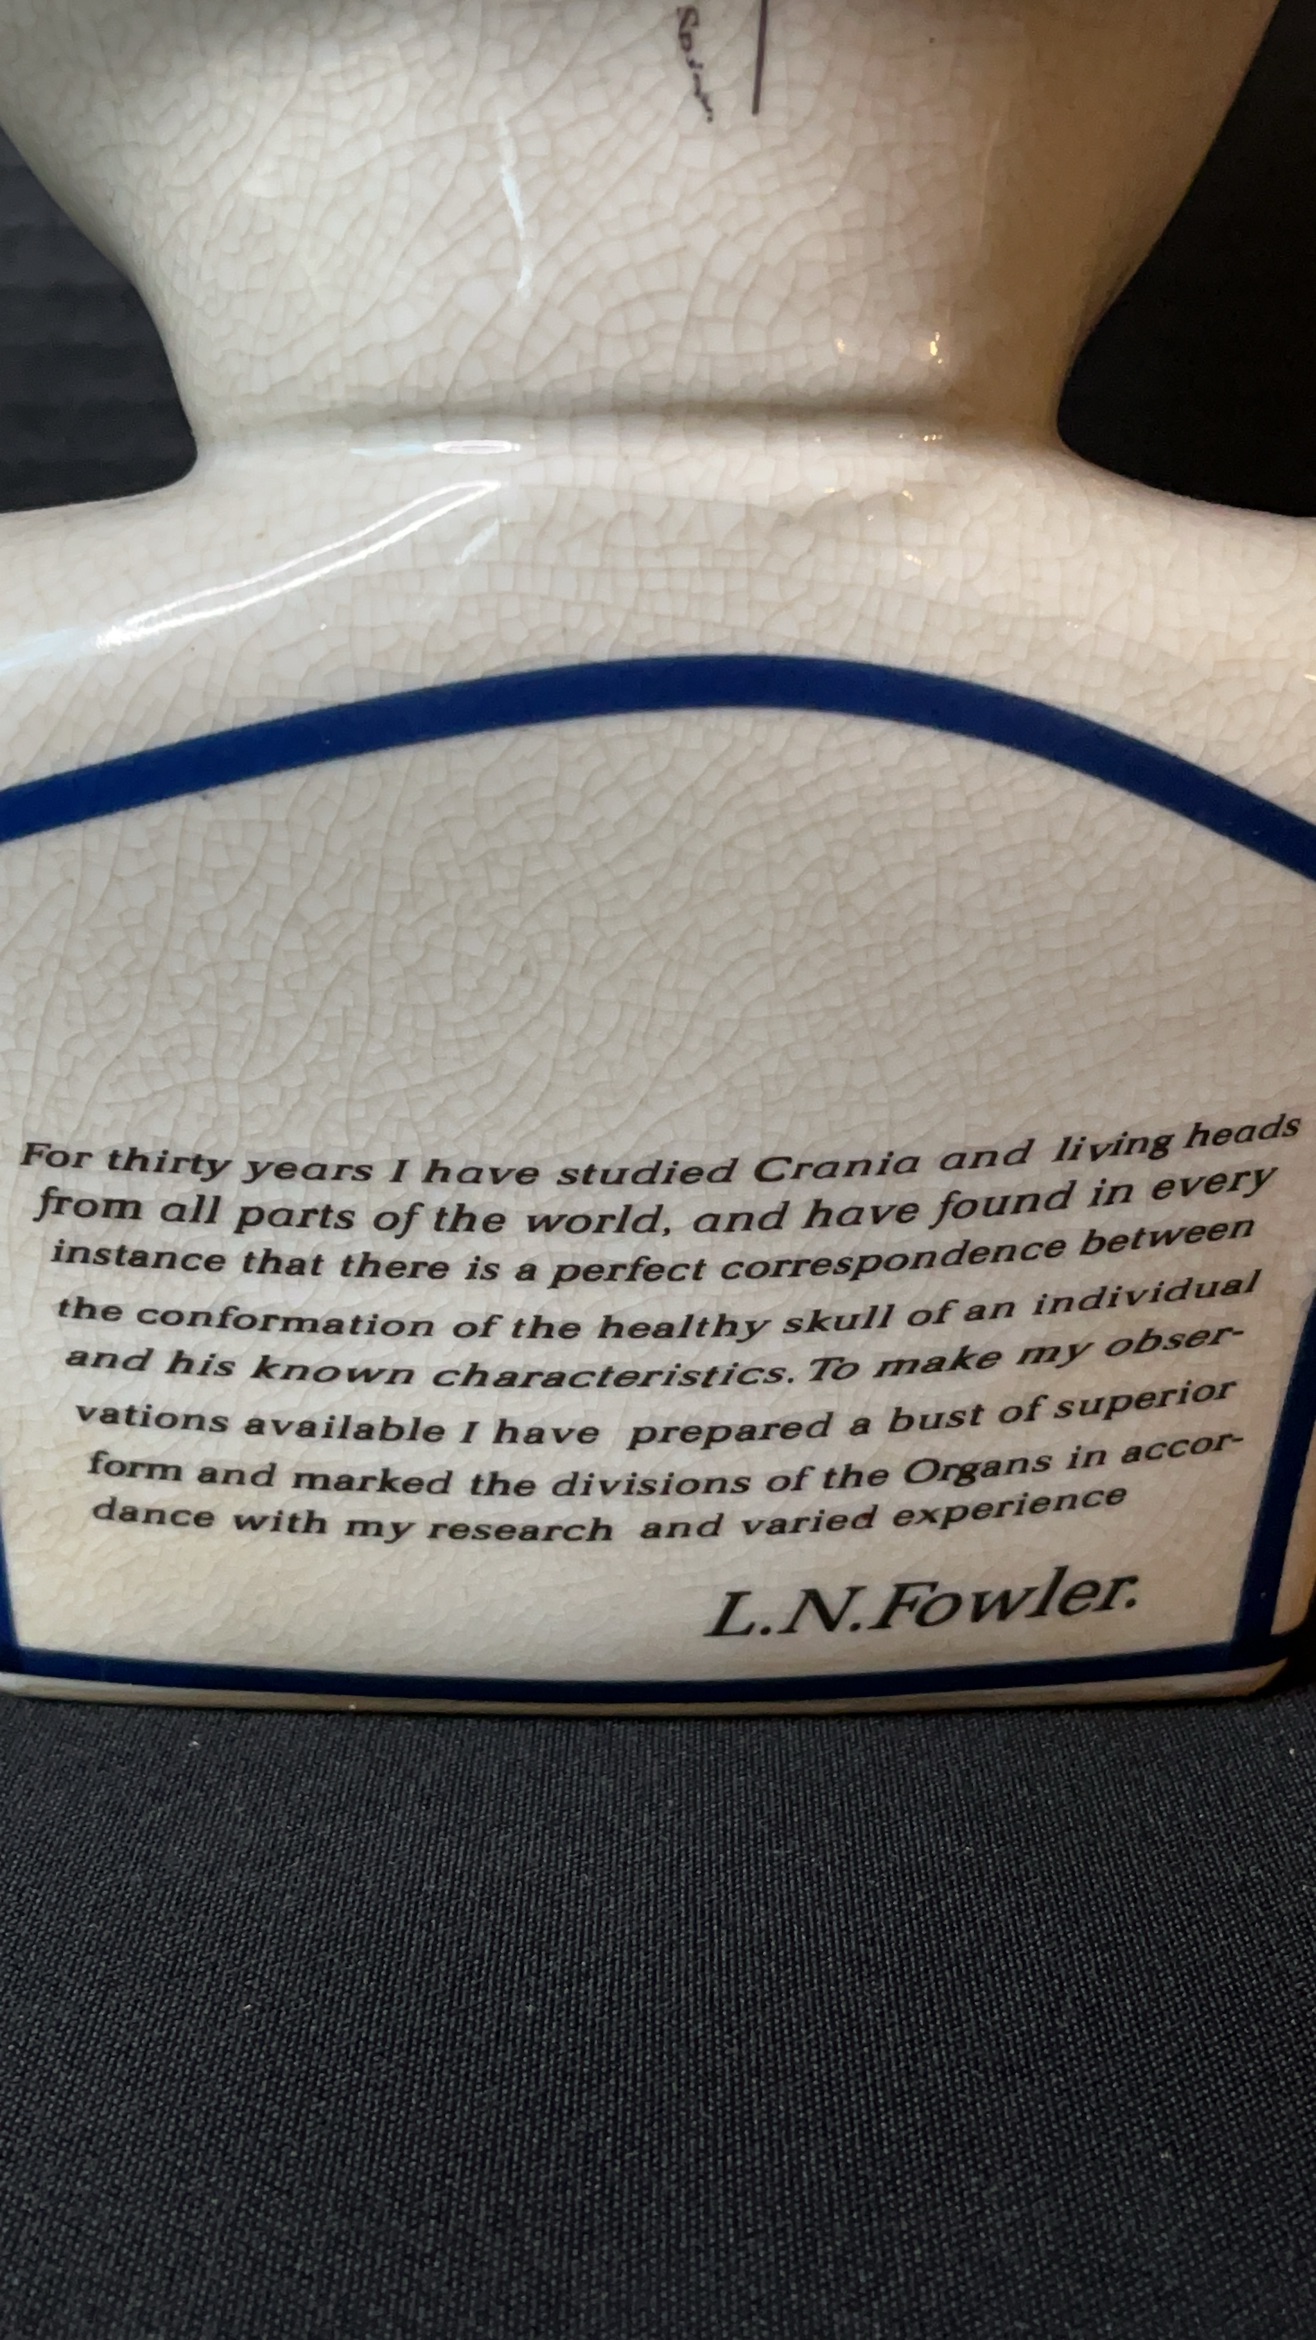 For thirty years I have studied Crania and living heads
from all parts of the world, and have found in every
instance that there is a perfect correspondence between
the conformation of the healthy skull of an individual
and his known characteristics. To make my obser-
vations available I have prepared a bust of superior
form and marked the divisions of the Organs in accor-
dance with my research and varied experience
L.N.Fowler.